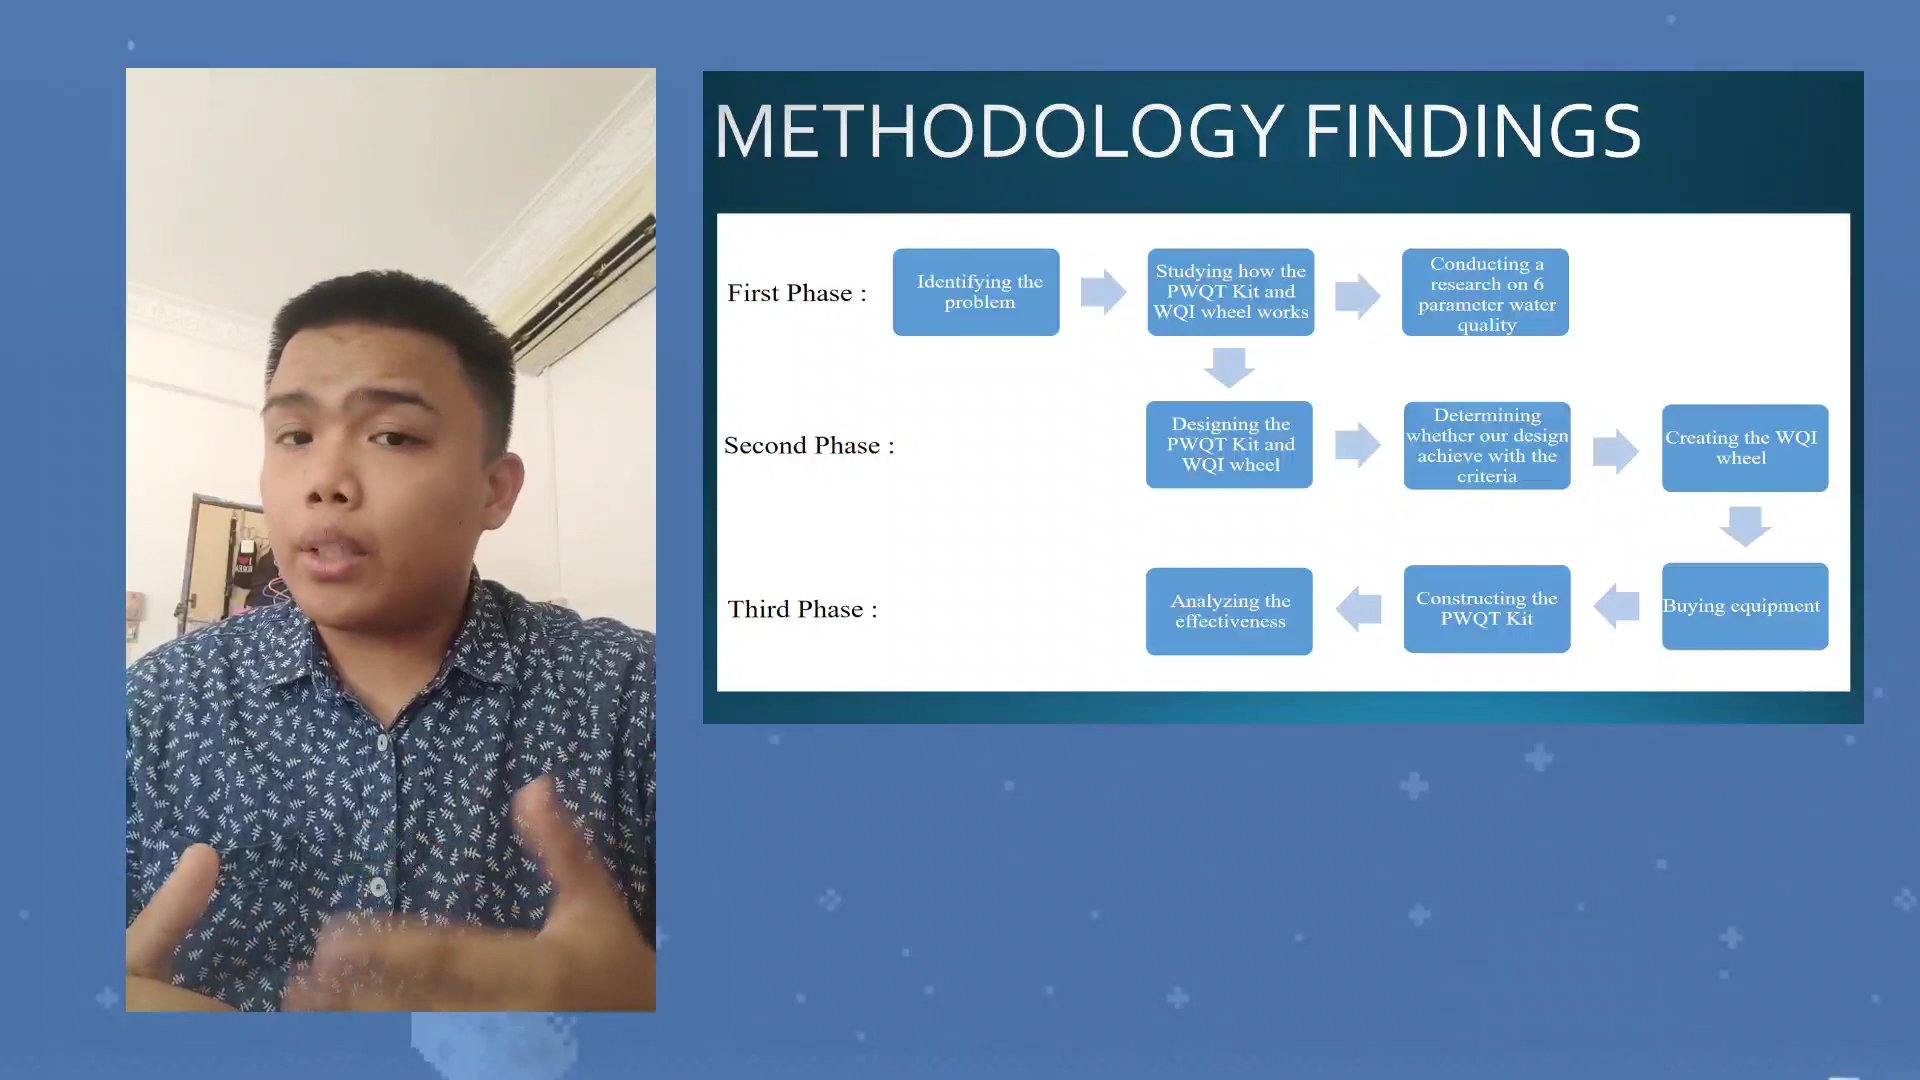 METHODOLOGY FINDINGS
First Phase :
Identifying the
problem
Studying how the
PWQT Kit and
WQI wheel works
Conducting a
research on 6
parameter water
quality
Second Phase :
Designing the
PWQT Kit and
WQI wheel
Determining
whether our design
achieve with the
criteria
Creating the WQI
wheel
Third Phase :
Analyzing the
effectiveness
Constructing the
PWQT Kit
Buying equipment